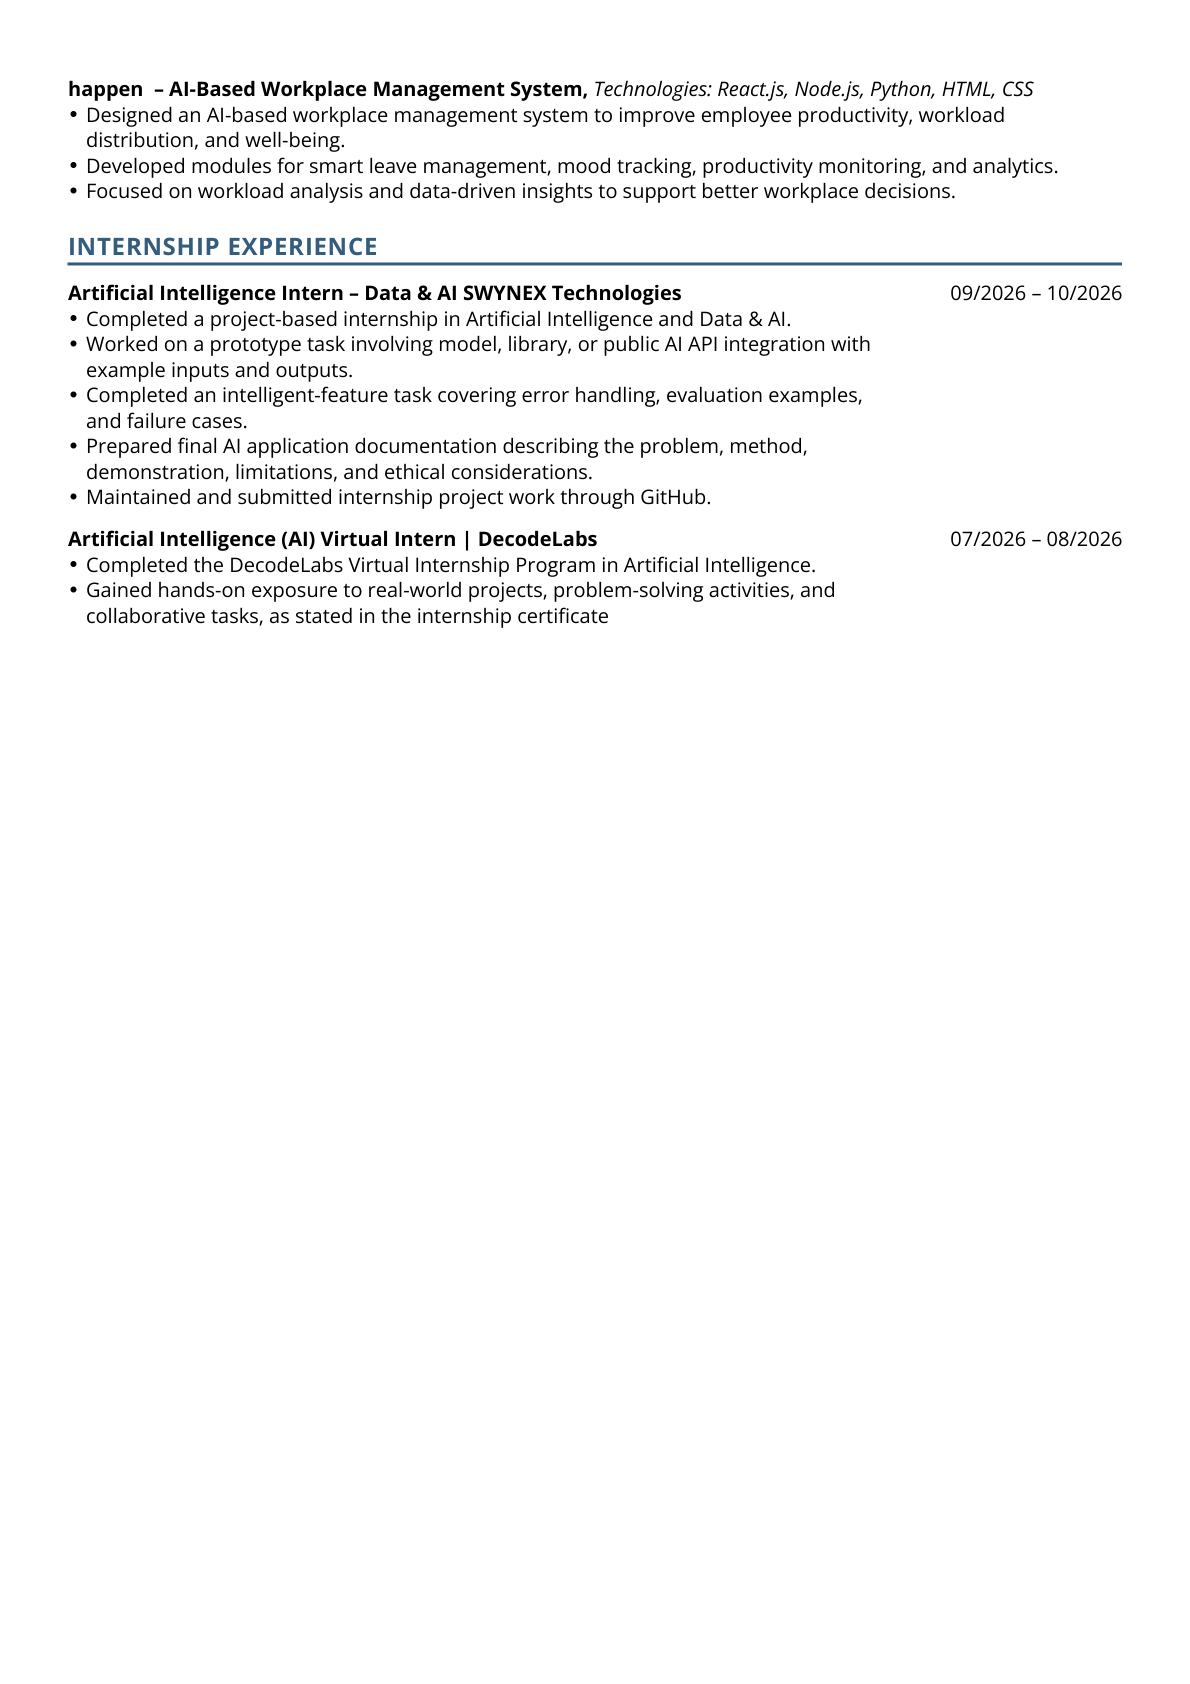 happen – AI-Based Workplace Management System, Technologies: React.js, Node.js, Python, HTML, CSS
• Designed an AI-based workplace management system to improve employee productivity, workload
distribution, and well-being.
• Developed modules for smart leave management, mood tracking, productivity monitoring, and analytics.
• Focused on workload analysis and data-driven insights to support better workplace decisions.
INTERNSHIP EXPERIENCE
Artificial Intelligence Intern – Data & AI SWYNEX Technologies 09/2026 – 10/2026
• Completed a project-based internship in Artificial Intelligence and Data & AI.
• Worked on a prototype task involving model, library, or public AI API integration with
example inputs and outputs.
• Completed an intelligent-feature task covering error handling, evaluation examples,
and failure cases.
• Prepared final AI application documentation describing the problem, method,
demonstration, limitations, and ethical considerations.
• Maintained and submitted internship project work through GitHub.
Artificial Intelligence (AI) Virtual Intern | DecodeLabs 07/2026 – 08/2026
• Completed the DecodeLabs Virtual Internship Program in Artificial Intelligence.
• Gained hands-on exposure to real-world projects, problem-solving activities, and
collaborative tasks, as stated in the internship certificate